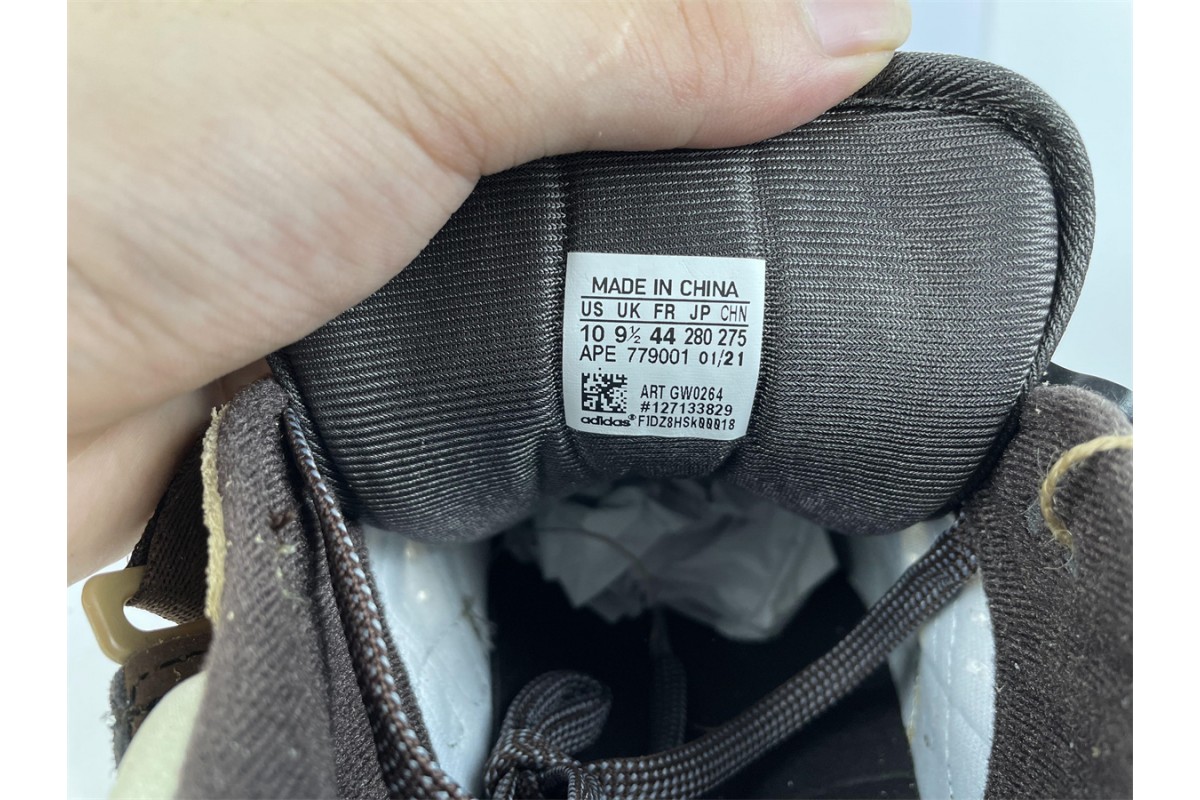 MADE IN CHINA
US UK FR JP CHN
10 9½ 44 280 275
APE 779001 01/21
ART GW0264
#127133829
adidas® FIDZ8HSk00018